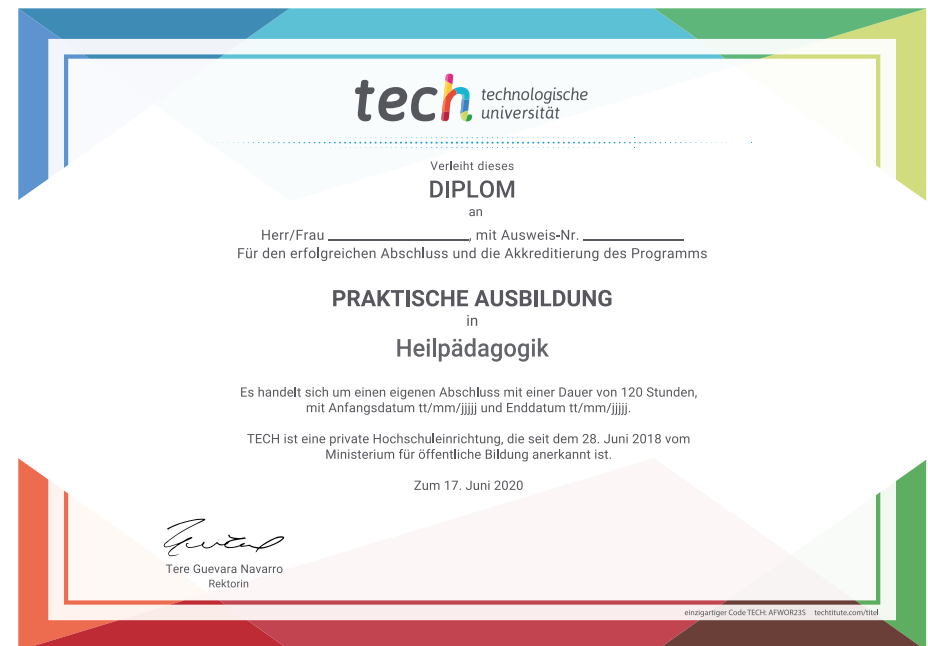 tech technologische
universität
Verleiht dieses
DIPLOM
an
Herr/Frau ________________, mit Ausweis-Nr. ____________
Für den erfolgreichen Abschluss und die Akkreditierung des Programms
PRAKTISCHE AUSBILDUNG
in
Heilpädagogik
Es handelt sich um einen eigenen Abschluss mit einer Dauer von 120 Stunden,
mit Anfangsdatum tt/mm/jjjjj und Enddatum tt/mm/jjjjj.
TECH ist eine private Hochschuleinrichtung, die seit dem 28. Juni 2018 vom
Ministerium für öffentliche Bildung anerkannt ist.
Zum 17. Juni 2020
Tere Guevara Navarro
Rektorin
einzigartiger Code TECH: AFWOR23S techtitute.com/titel